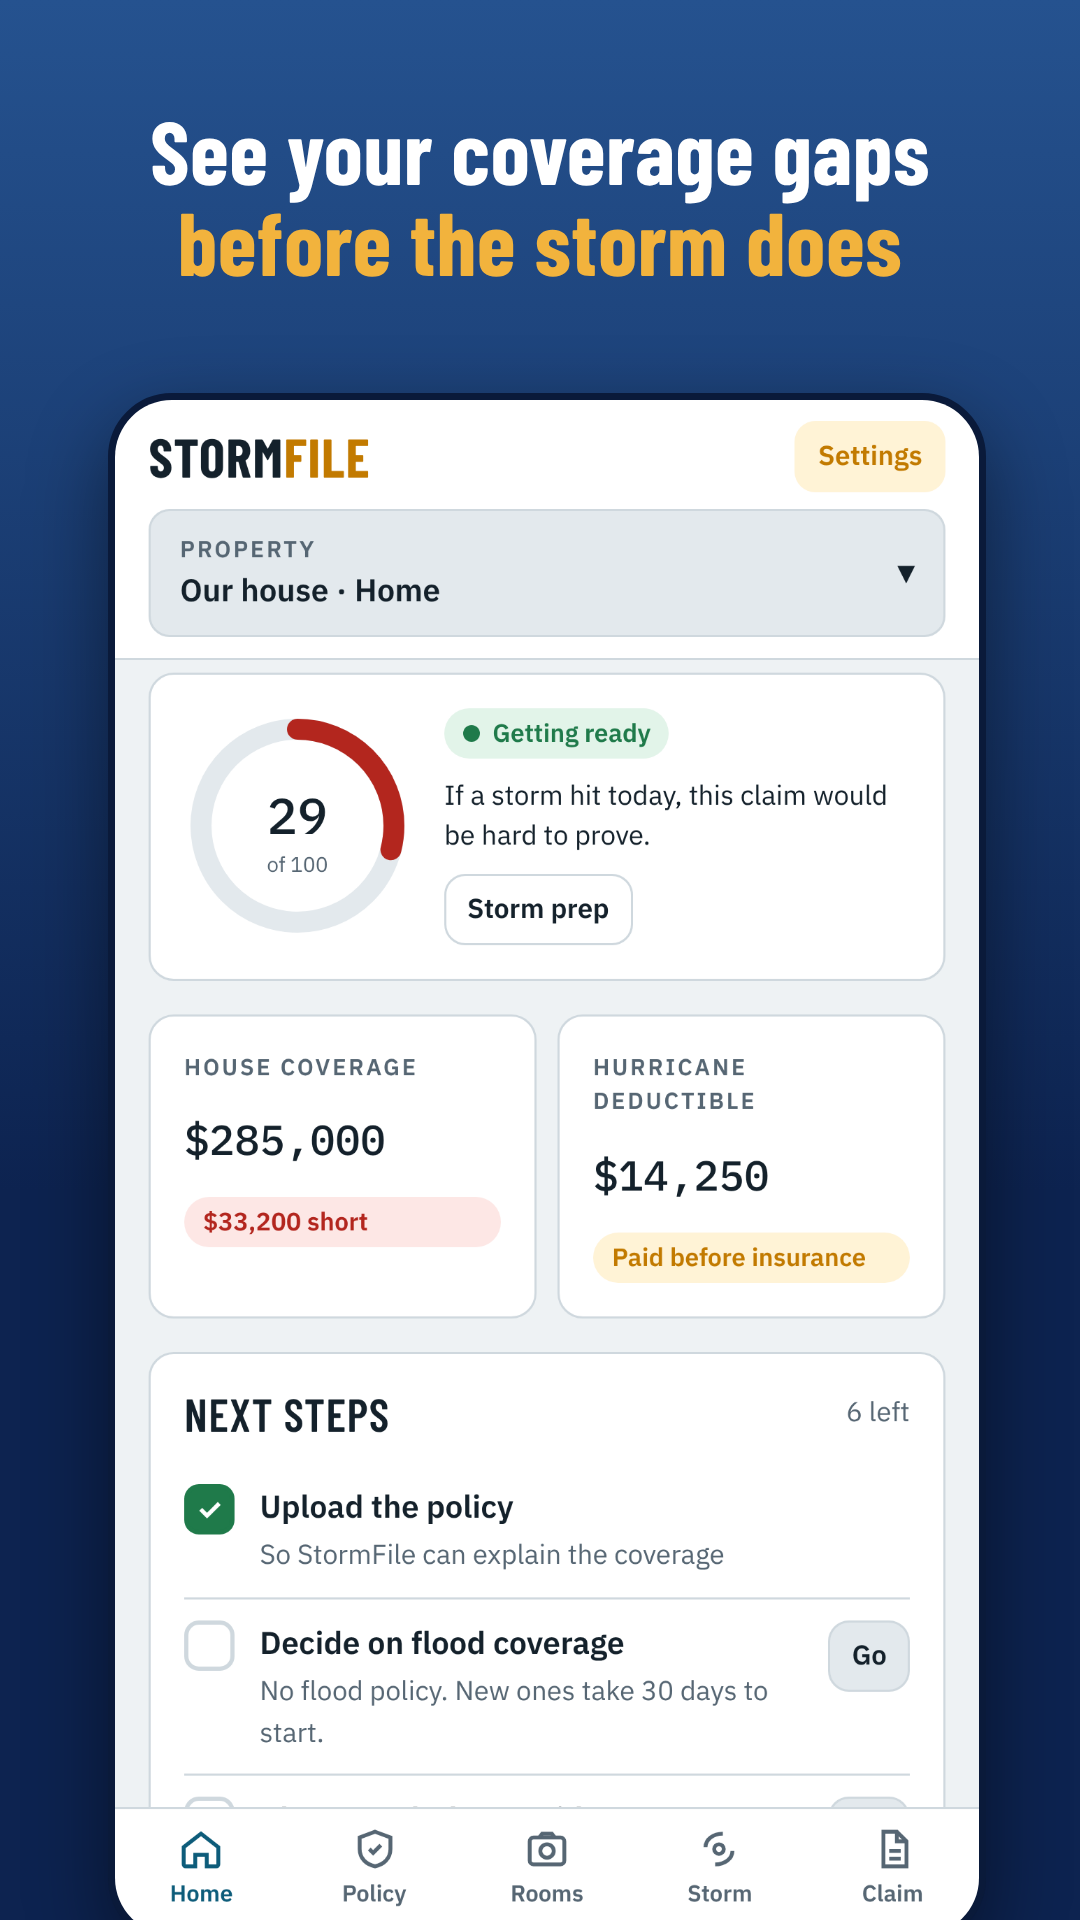 See your coverage gaps
before the storm does
STORMFILE
Settings
PROPERTY
Our house · Home
▼
Getting ready
29
of 100
If a storm hit today, this claim would
be hard to prove.
Storm prep
HOUSE COVERAGE
$285,000
$33,200 short
HURRICANE
DEDUCTIBLE
$14,250
Paid before insurance
NEXT STEPS
6 left
Upload the policy
So StormFile can explain the coverage
Decide on flood coverage
Go
No flood policy. New ones take 30 days to
start.
Home
Policy
Rooms
Storm
Claim